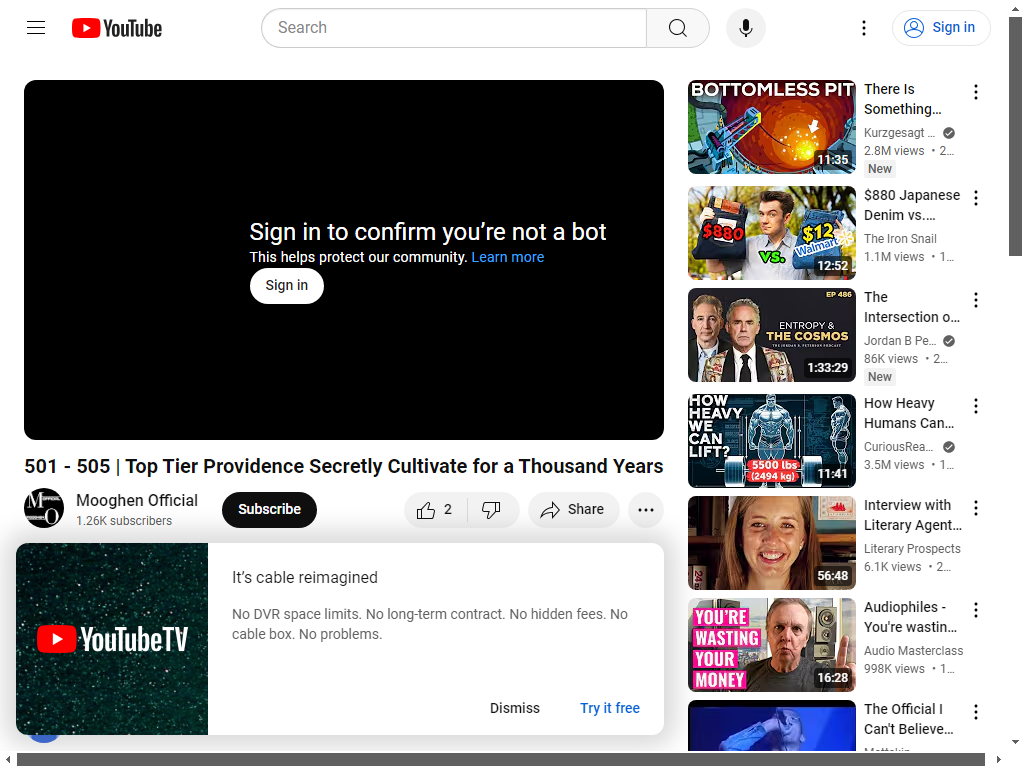 YouTube
Search
Sign in
Sign in to confirm you’re not a bot
This helps protect our community. Learn more
Sign in
501 - 505 | Top Tier Providence Secretly Cultivate for a Thousand Years
Mooghen Official
1.26K subscribers
Subscribe
2
Share
YouTubeTV
It’s cable reimagined
No DVR space limits. No long-term contract. No hidden fees. No
cable box. No problems.
Dismiss
Try it free
BOTTOMLESS PIT
11:35
There Is
Something...
Kurzgesagt ...
2.8M views • 2...
New
$880
VS.
$12
Walmart
12:52
$880 Japanese
Denim vs....
The Iron Snail
1.1M views • 1...
EP 486
ENTROPY &
THE COSMOS
THE JORDAN B. PETERSON PODCAST
1:33:29
The
Intersection o...
Jordan B Pe...
86K views • 2...
New
HOW
HEAVY
WE
CAN
LIFT?
5500 lbs
(2494 kg)
11:41
How Heavy
Humans Can...
CuriousRea...
3.5M views • 1...
56:48
Interview with
Literary Agent...
Literary Prospects
6.1K views • 2...
YOU'RE
WASTING
YOUR
MONEY
16:28
Audiophiles -
You're wastin...
Audio Masterclass
998K views • 1...
The Official I
Can't Believe...